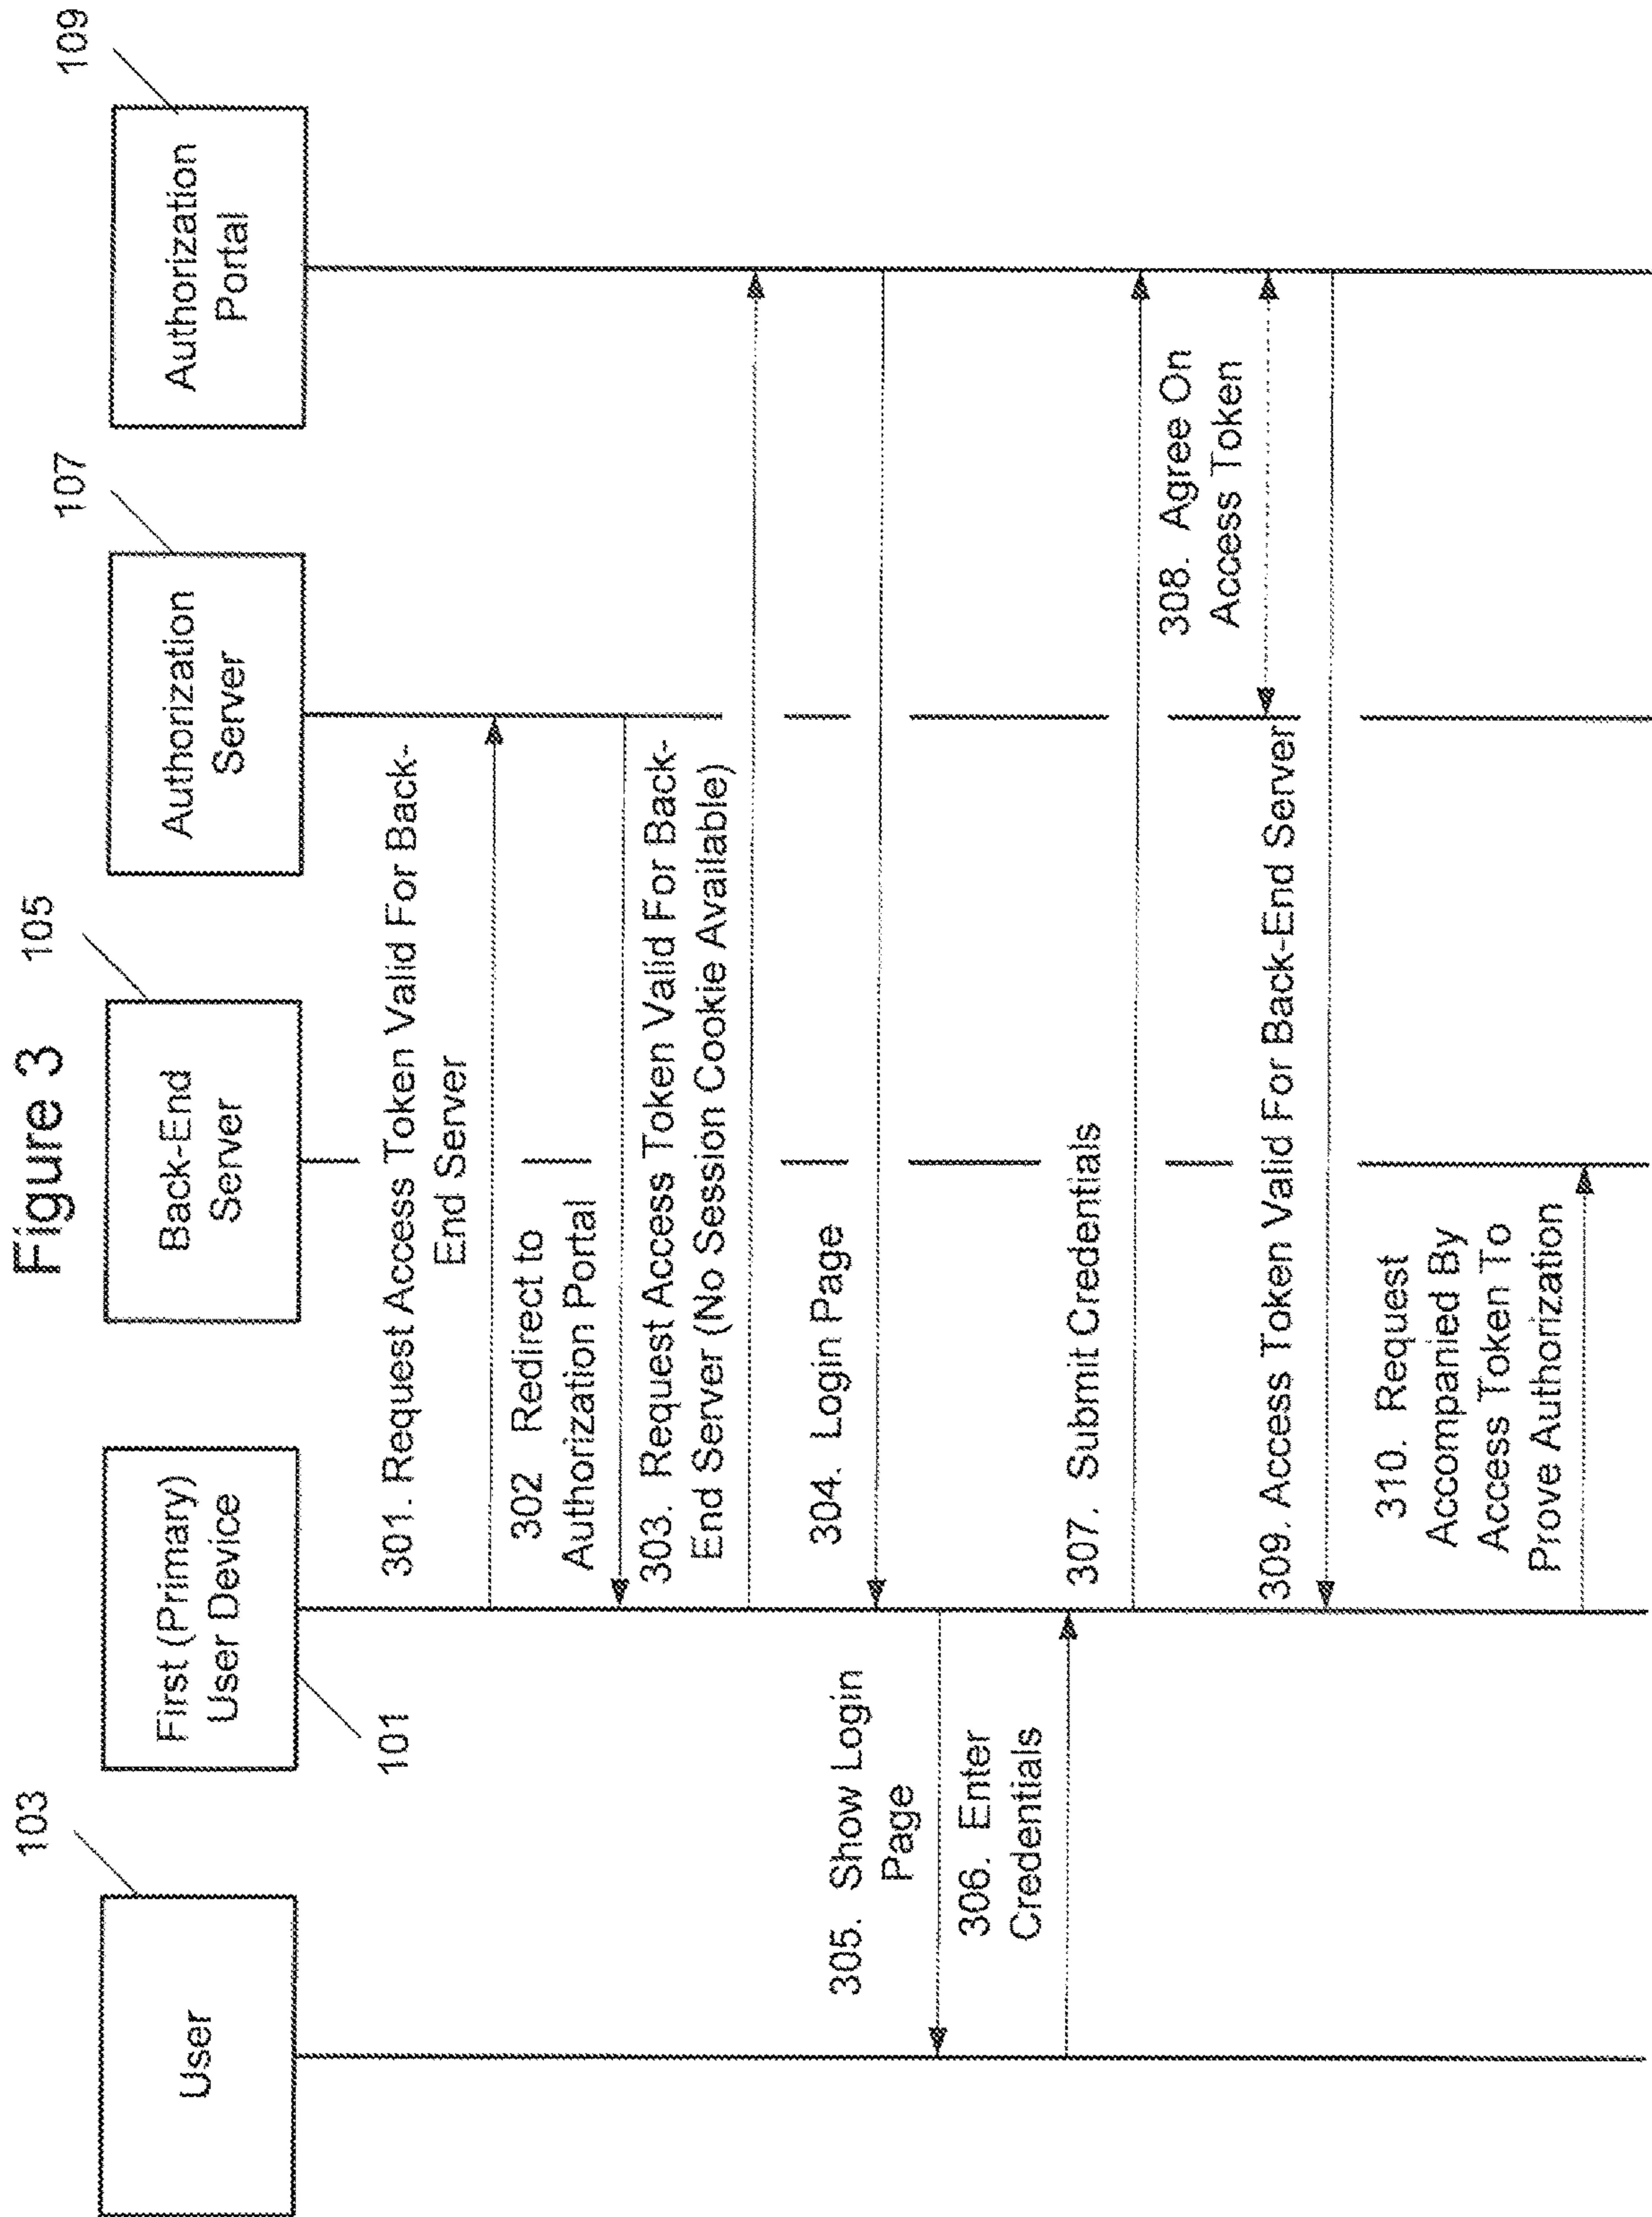 Figure 3
103
User
First (Primary)
User Device
101
105
Back-End
Server
107
Authorization
Server
109
Authorization
Portal
301. Request Access Token Valid For Back-
End Server
302 Redirect to
Authorization Portal
303. Request Access Token Valid For Back-
End Server (No Session Cookie Available)
304. Login Page
305. Show Login
Page
306. Enter
Credentials
307. Submit Credentials
308. Agree On
Access Token
309. Access Token Valid For Back-End Server
310. Request
Accompanied By
Access Token To
Prove Authorization